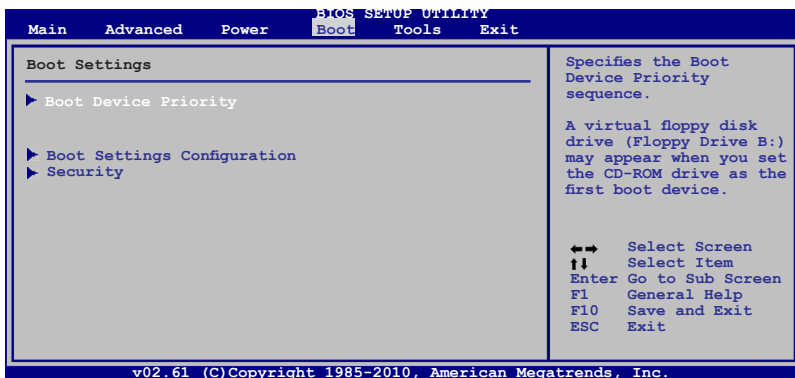 BIOS SETUP UTILITY
Main Advanced Power Boot Tools Exit
Boot Settings
Boot Device Priority
Boot Settings Configuration
Security
Specifies the Boot
Device Priority
sequence.
A virtual floppy disk
drive (Floppy Drive B:)
may appear when you set
the CD-ROM drive as the
first boot device.
←→ Select Screen
↑↓ Select Item
Enter Go to Sub Screen
F1 General Help
F10 Save and Exit
ESC Exit
v02.61 (C)Copyright 1985-2010, American Megatrends, Inc.